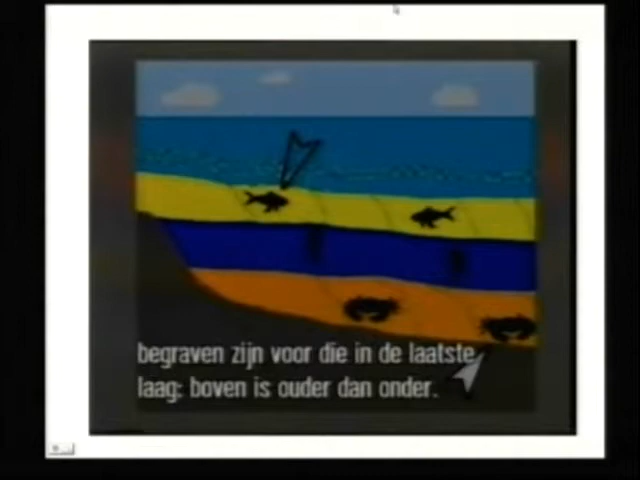 begraven zijn voor die in de laatste
laag; boven is ouder dan onder.